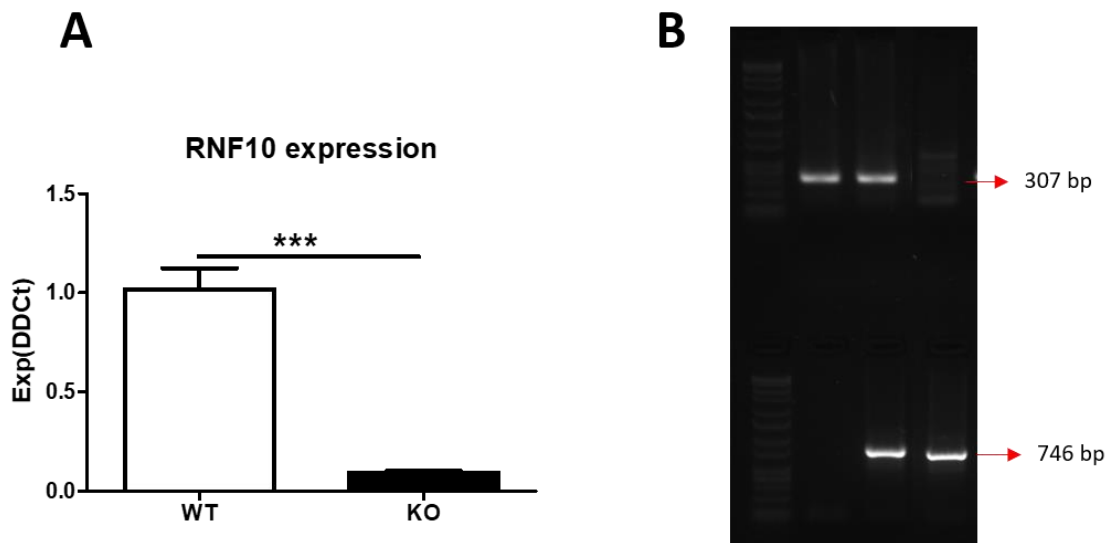 A
RNF10 expression
Exp(DDCt)
1.5
1.0
0.5
0.0
***
WT KO
B
307 bp
746 bp